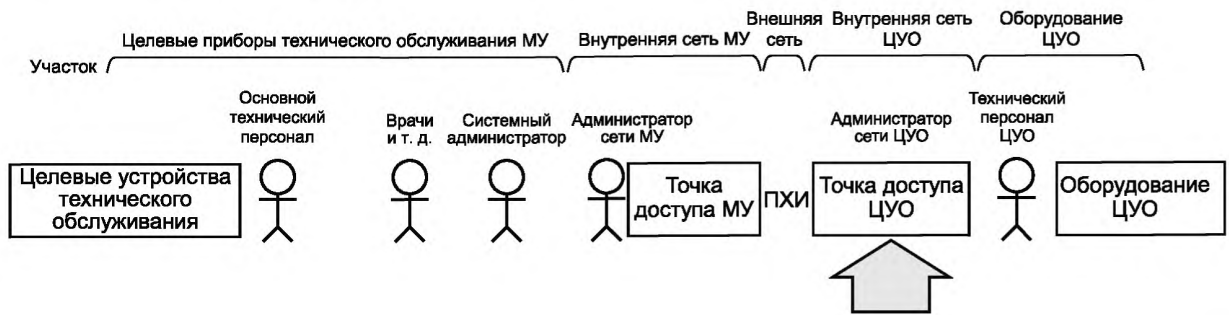 Участок
Целевые приборы технического обслуживания МУ
Внутренняя сеть МУ
Внешняя
сеть
Внутренняя сеть
ЦУО
Оборудование
ЦУО
Основной
технический
персонал
Врачи
и т. д.
Системный
администратор
Администратор
сети МУ
Администратор
сети ЦУО
Технический
персонал
ЦУО
Целевые устройства
технического
обслуживания
Точка
доступа МУ
ПХИ
Точка доступа
ЦУО
Оборудование
ЦУО